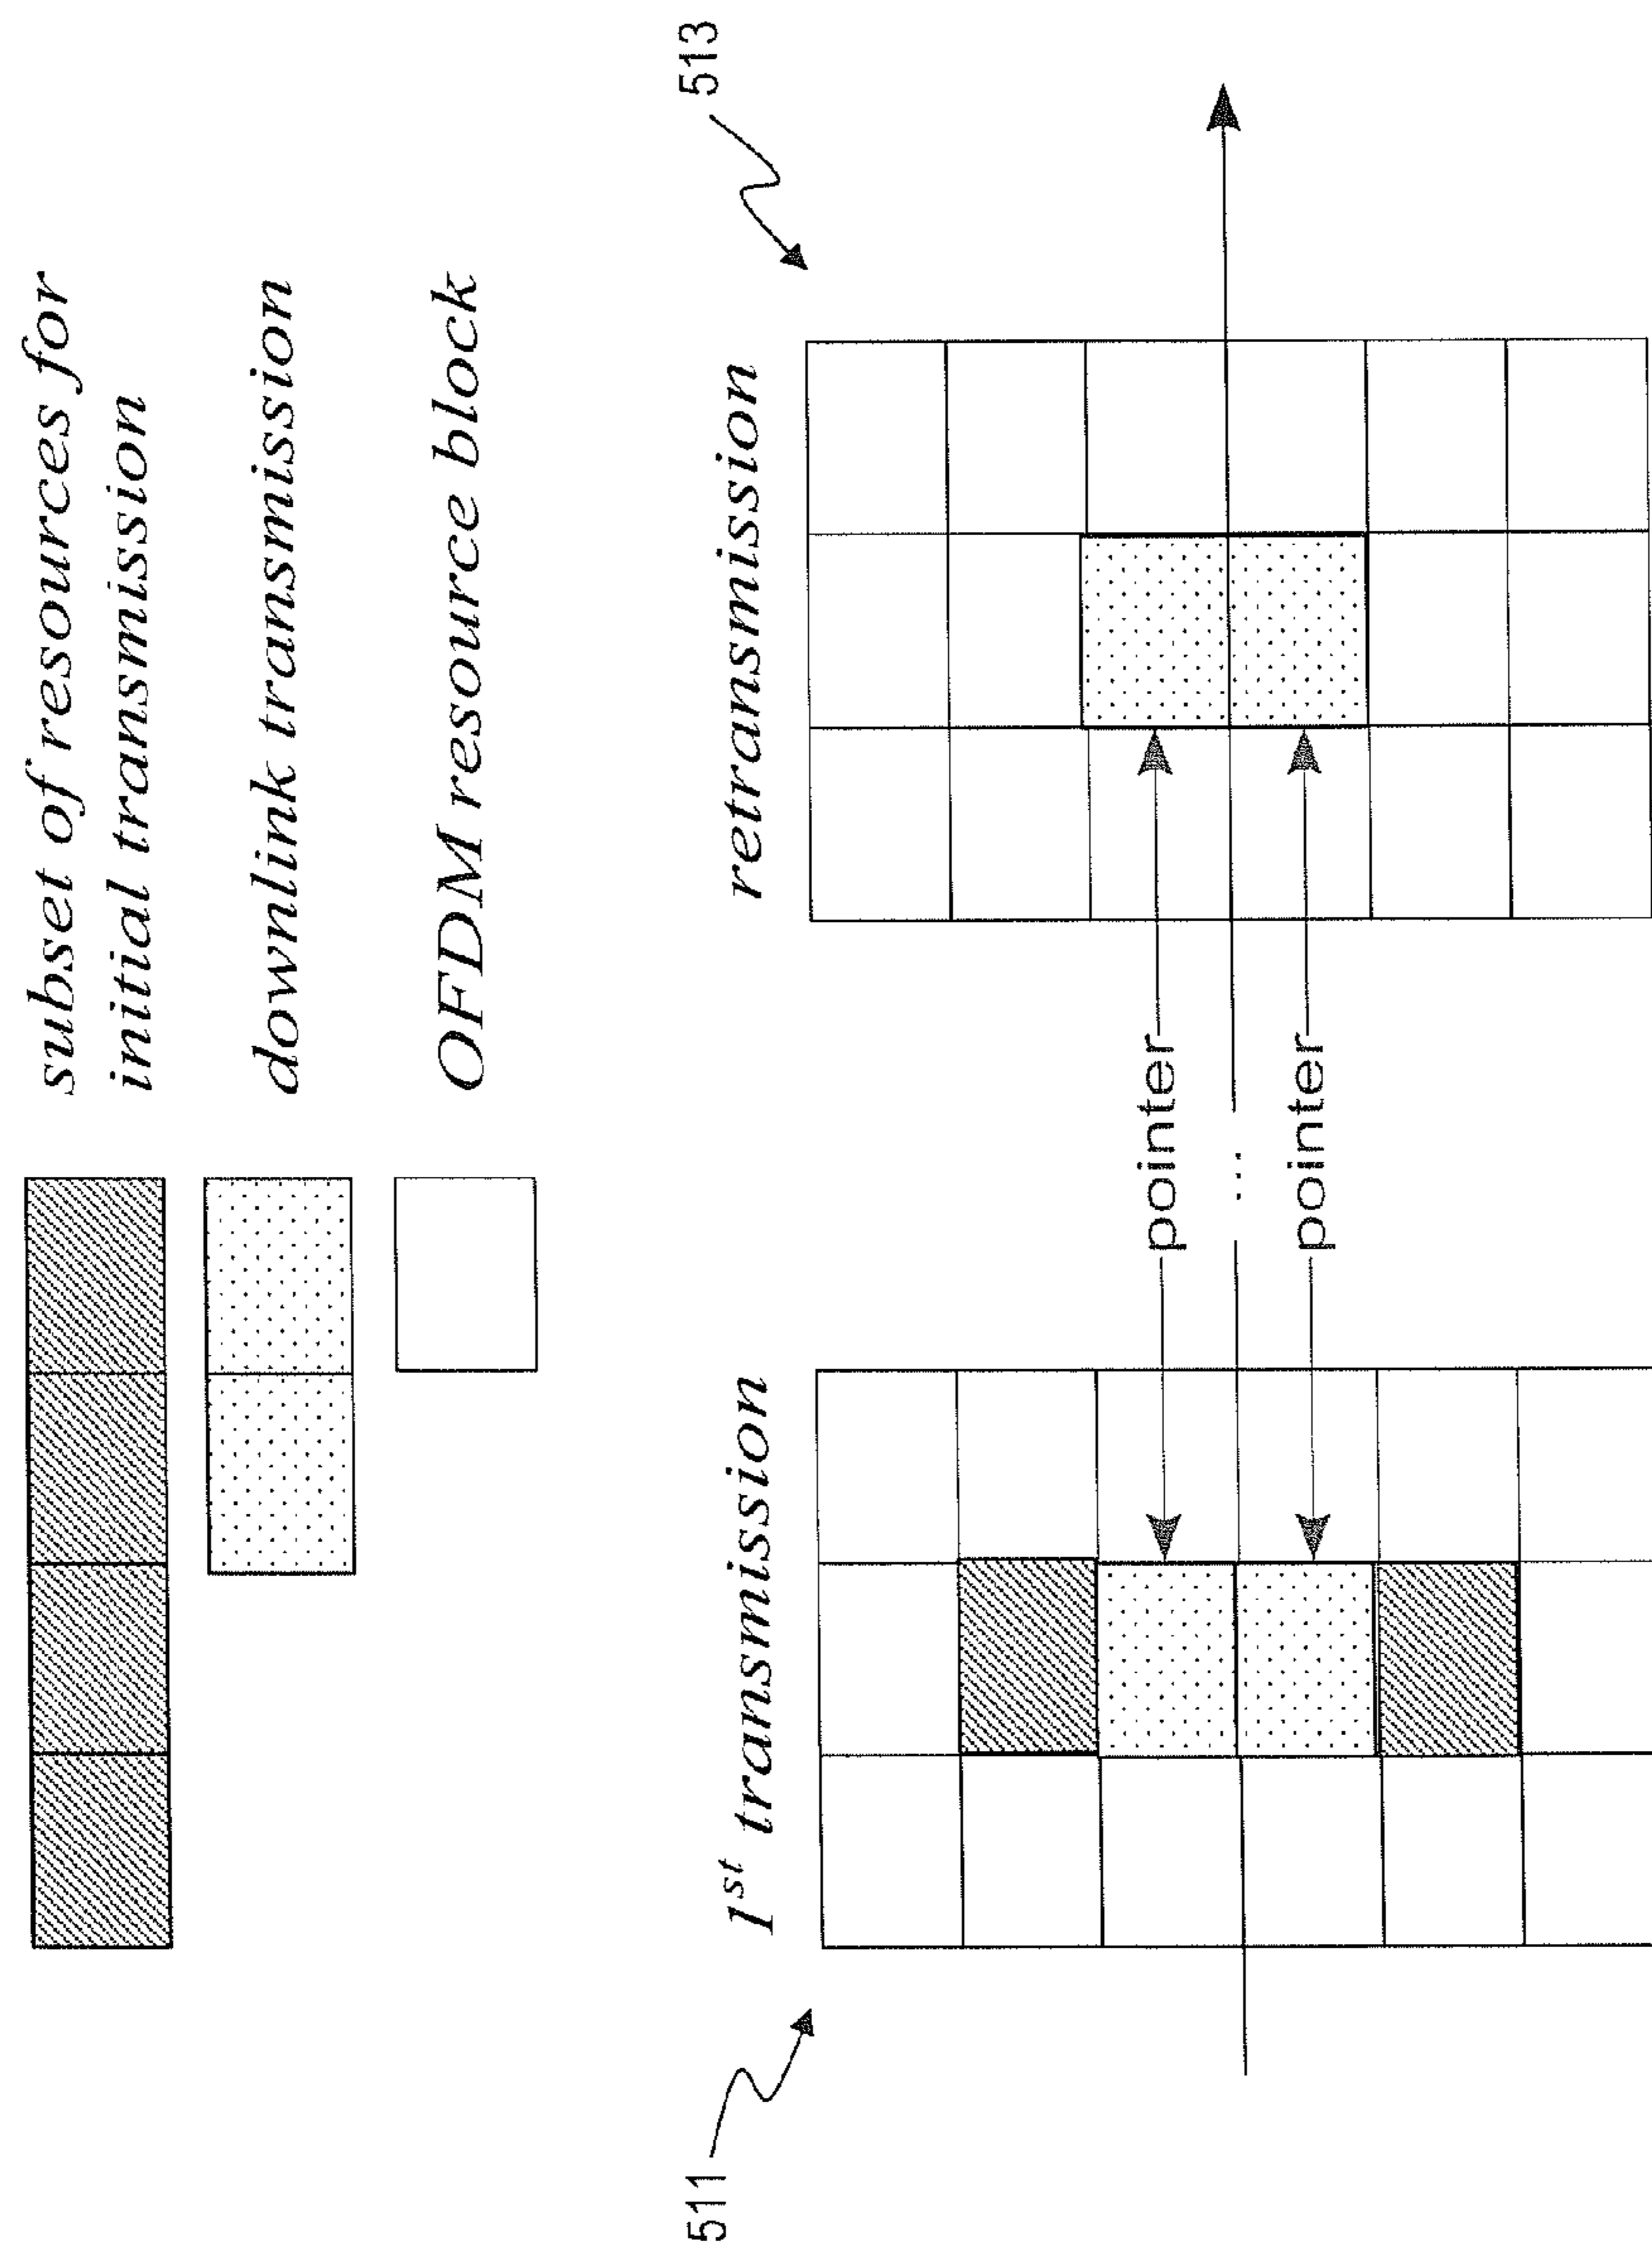 subset of resources for
initial transmission
downlink transmission
OFDM resource block
511
1st transmission
retransmission
513
pointer
...
pointer